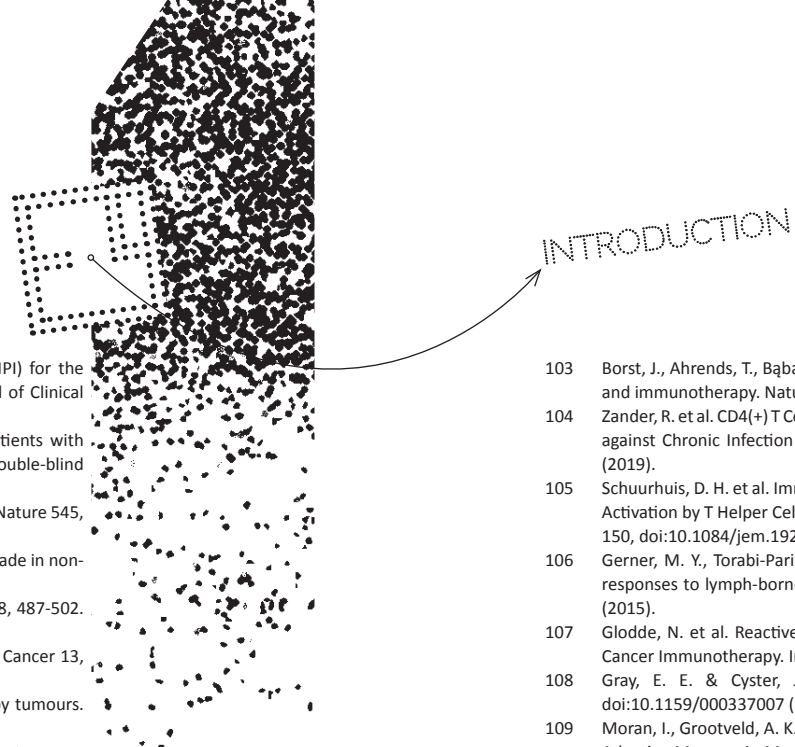 INTRODUCTION
IPI) for the
l of Clinical
tients with
ouble-blind
Nature 545,
ade in non-
8, 487-502.
Cancer 13,
by tumours.
103 Borst, J., Ahrends, T., Bąba
and immunotherapy. Natu
104 Zander, R. et al. CD4(+) T Ce
against Chronic Infection
(2019).
105 Schuurhuis, D. H. et al. Imm
Activation by T Helper Cel
150, doi:10.1084/jem.192
106 Gerner, M. Y., Torabi-Pari
responses to lymph-borne
(2015).
107 Glodde, N. et al. Reactive
Cancer Immunotherapy. I
108 Gray, E. E. & Cyster, J
doi:10.1159/000337007 (
109 Moran, I., Grootveld, A. K.